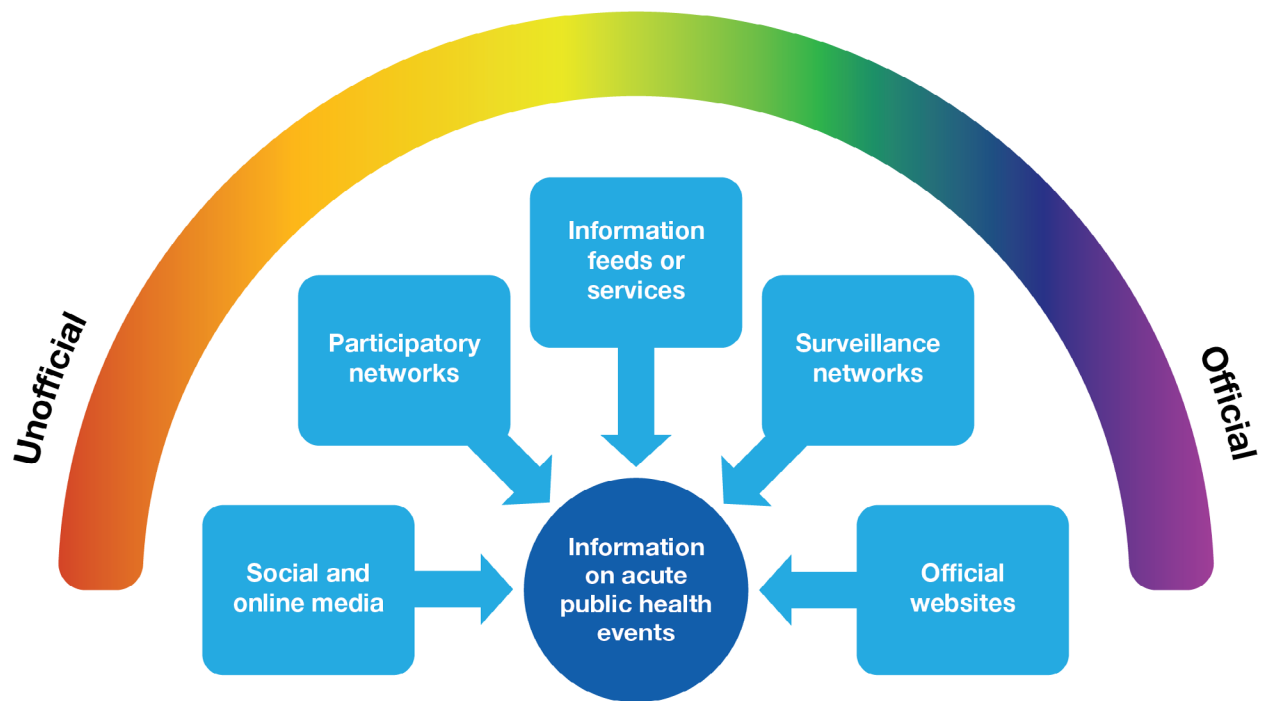 Unofficial
Official
Information
feeds or
services
Participatory
networks
Surveillance
networks
Social and
online media
Information
on acute
public health
events
Official
websites